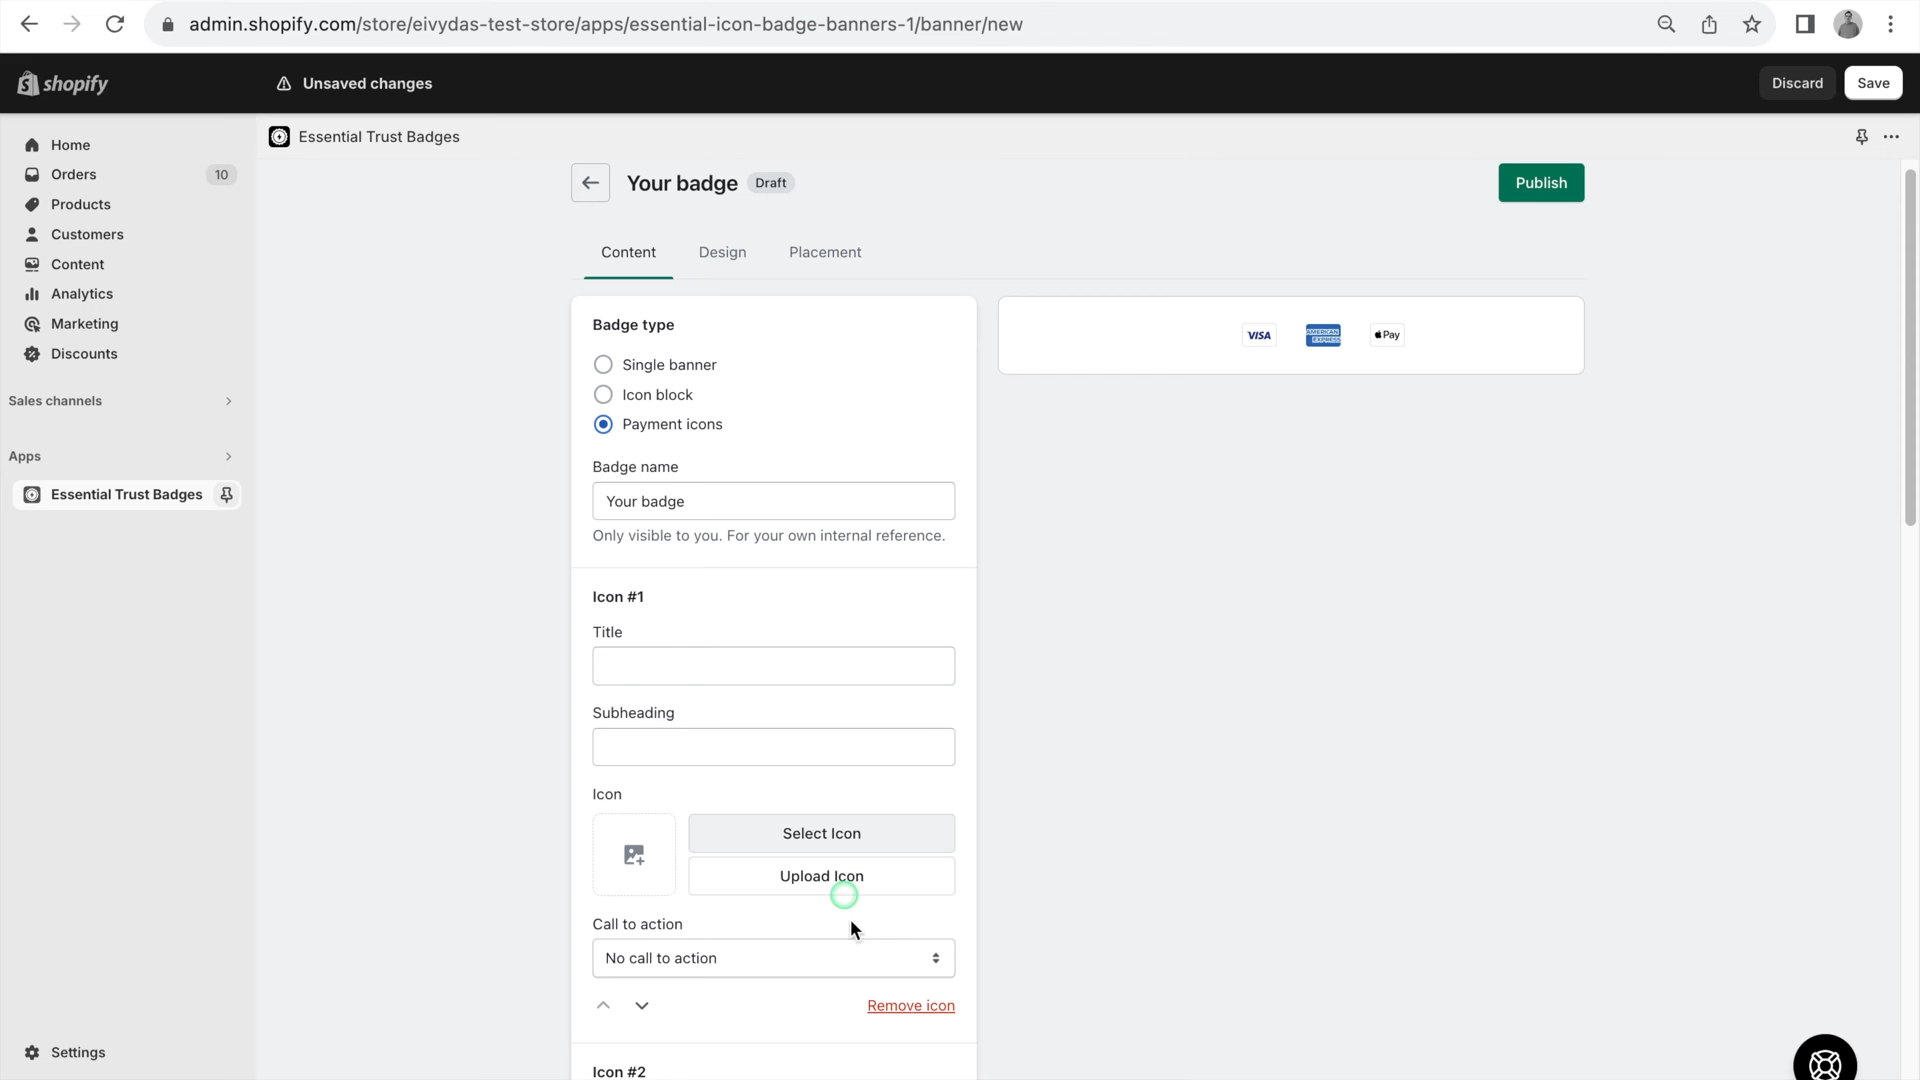 admin.shopify.com/store/eivydas-test-store/apps/essential-icon-badge-banners-1/banner/new
shopify
Unsaved changes
Discard
Save
Home
Orders
10
Products
Customers
Content
Analytics
Marketing
Discounts
Sales channels
Apps
Essential Trust Badges
Settings
Essential Trust Badges
Your badge
Draft
Publish
Content
Design
Placement
Badge type
Single banner
Icon block
Payment icons
Badge name
Your badge
Only visible to you. For your own internal reference.
Icon #1
Title
Subheading
Icon
Select Icon
Upload Icon
Call to action
No call to action
Remove icon
Icon #2
VISA
AMERICAN
EXPRESS
Pay